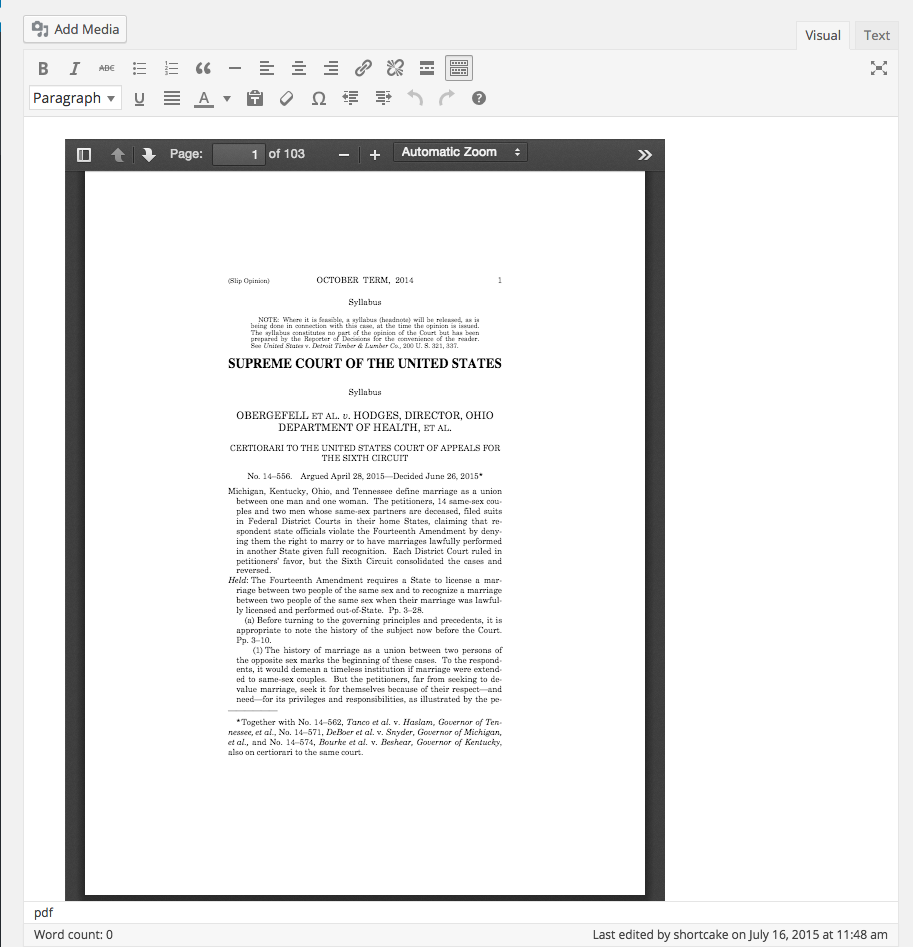 Add Media
Visual Text
B I ABC
Paragraph U A Ω ?
Page: 1 of 103 − + Automatic Zoom »
(Slip Opinion) OCTOBER TERM, 2014 1
Syllabus
NOTE: Where it is feasible, a syllabus (headnote) will be released, as is
being done in connection with this case, at the time the opinion is issued.
The syllabus constitutes no part of the opinion of the Court but has been
prepared by the Reporter of Decisions for the convenience of the reader.
See United States v. Detroit Timber & Lumber Co., 200 U. S. 321, 337.
SUPREME COURT OF THE UNITED STATES
Syllabus
OBERGEFELL ET AL. v. HODGES, DIRECTOR, OHIO
DEPARTMENT OF HEALTH, ET AL.
CERTIORARI TO THE UNITED STATES COURT OF APPEALS FOR
THE SIXTH CIRCUIT
No. 14–556. Argued April 28, 2015—Decided June 26, 2015*
Michigan, Kentucky, Ohio, and Tennessee define marriage as a union
between one man and one woman. The petitioners, 14 same-sex cou-
ples and two men whose same-sex partners are deceased, filed suits
in Federal District Courts in their home States, claiming that re-
spondent state officials violate the Fourteenth Amendment by deny-
ing them the right to marry or to have marriages lawfully performed
in another State given full recognition. Each District Court ruled in
petitioners' favor, but the Sixth Circuit consolidated the cases and
reversed.
Held: The Fourteenth Amendment requires a State to license a mar-
riage between two people of the same sex and to recognize a marriage
between two people of the same sex when their marriage was lawful-
ly licensed and performed out-of-State. Pp. 3–28.
(a) Before turning to the governing principles and precedents, it is
appropriate to note the history of the subject now before the Court.
Pp. 3–10.
(1) The history of marriage as a union between two persons of
the opposite sex marks the beginning of these cases. To the respond-
ents, it would demean a timeless institution if marriage were extend-
ed to same-sex couples. But the petitioners, far from seeking to de-
value marriage, seek it for themselves because of their respect—and
need—for its privileges and responsibilities, as illustrated by the pe-
*Together with No. 14–562, Tanco et al. v. Haslam, Governor of Ten-
nessee, et al., No. 14–571, DeBoer et al. v. Snyder, Governor of Michigan,
et al., and No. 14–574, Bourke et al. v. Beshear, Governor of Kentucky,
also on certiorari to the same court.
pdf
Word count: 0 Last edited by shortcake on July 16, 2015 at 11:48 am